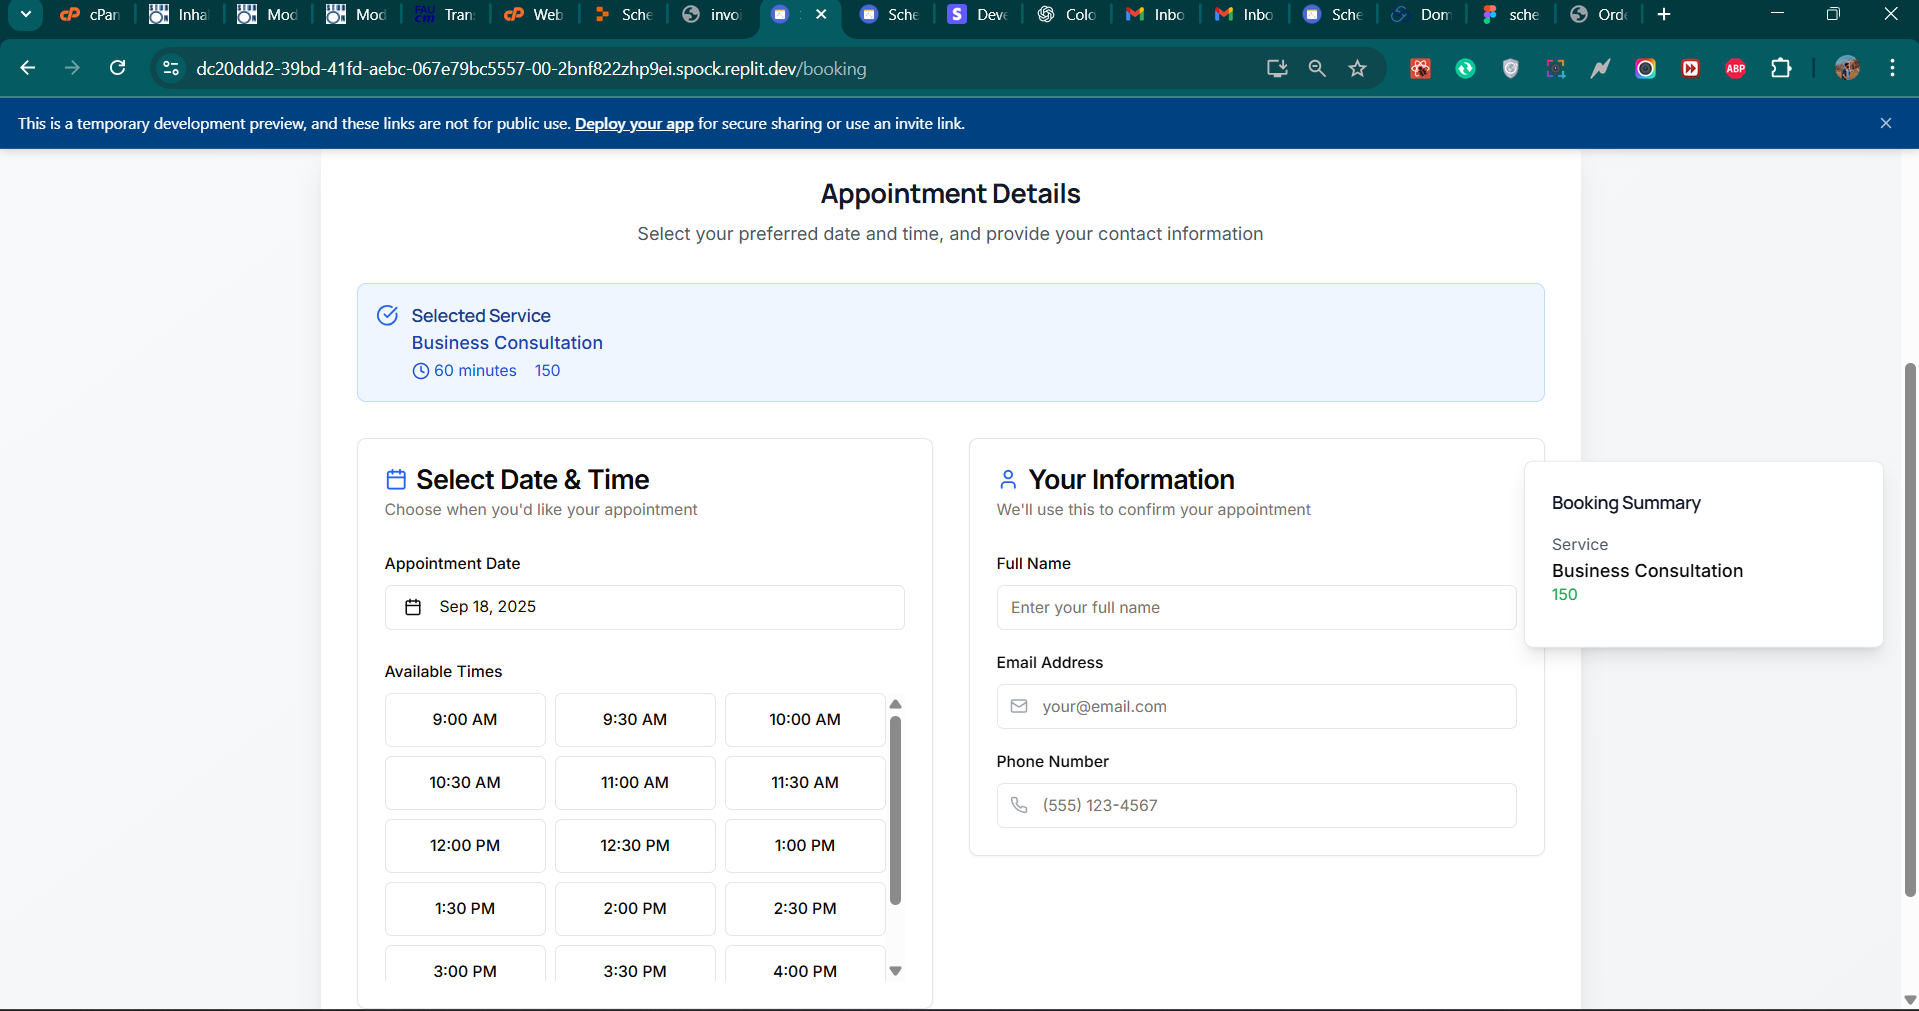 cPan
Inha
Mod
Mod
FAU
cm
Tran
Web
Sche
invoi
Sche
S
Deve
Colo
Inbo
Inbo
Sche
Dom
sche
Orde
dc20ddd2-39bd-41fd-aebc-067e79bc5557-00-2bnf822zhp9ei.spock.replit.dev/booking
ABP
This is a temporary development preview, and these links are not for public use. Deploy your app for secure sharing or use an invite link.
Appointment Details
Select your preferred date and time, and provide your contact information
Selected Service
Business Consultation
60 minutes 150
Select Date & Time
Choose when you'd like your appointment
Appointment Date
Sep 18, 2025
Available Times
9:00 AM 9:30 AM 10:00 AM
10:30 AM 11:00 AM 11:30 AM
12:00 PM 12:30 PM 1:00 PM
1:30 PM 2:00 PM 2:30 PM
3:00 PM 3:30 PM 4:00 PM
Your Information
We'll use this to confirm your appointment
Full Name
Enter your full name
Email Address
your@email.com
Phone Number
(555) 123-4567
Booking Summary
Service
Business Consultation
150